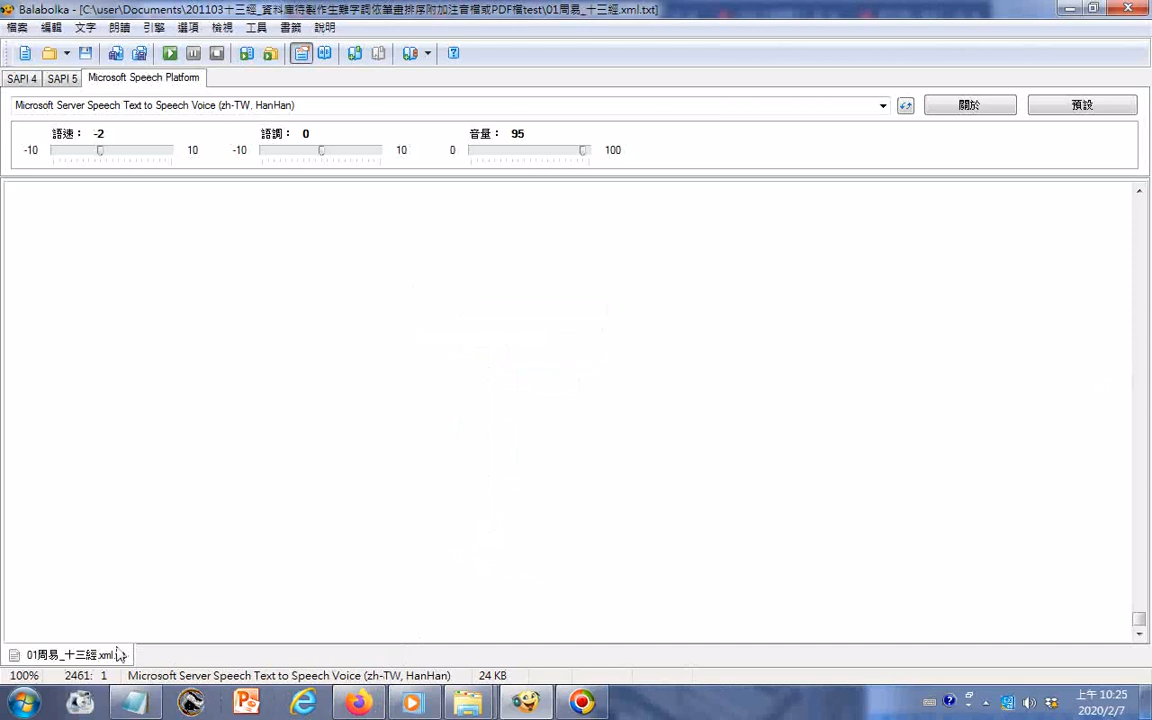 Balabolka - [C:\user\Documents\201103十三經_資料庫待製作生難字詞依筆畫排序附加注音檔或PDF檔test\01周易_十三經.xml.txt]
檔案 編輯 文字 朗讀 引擎 選項 檢視 工具 書籤 說明
SAPI 4 SAPI 5 Microsoft Speech Platform
Microsoft Server Speech Text to Speech Voice (zh-TW, HanHan) 關於 預設
語速： -2 語調： 0 音量： 95
-10 10 -10 10 0 100
01周易_十三經.xml
100% 2461: 1 Microsoft Server Speech Text to Speech Voice (zh-TW, HanHan) 24 KB
上午 10:25
2020/2/7